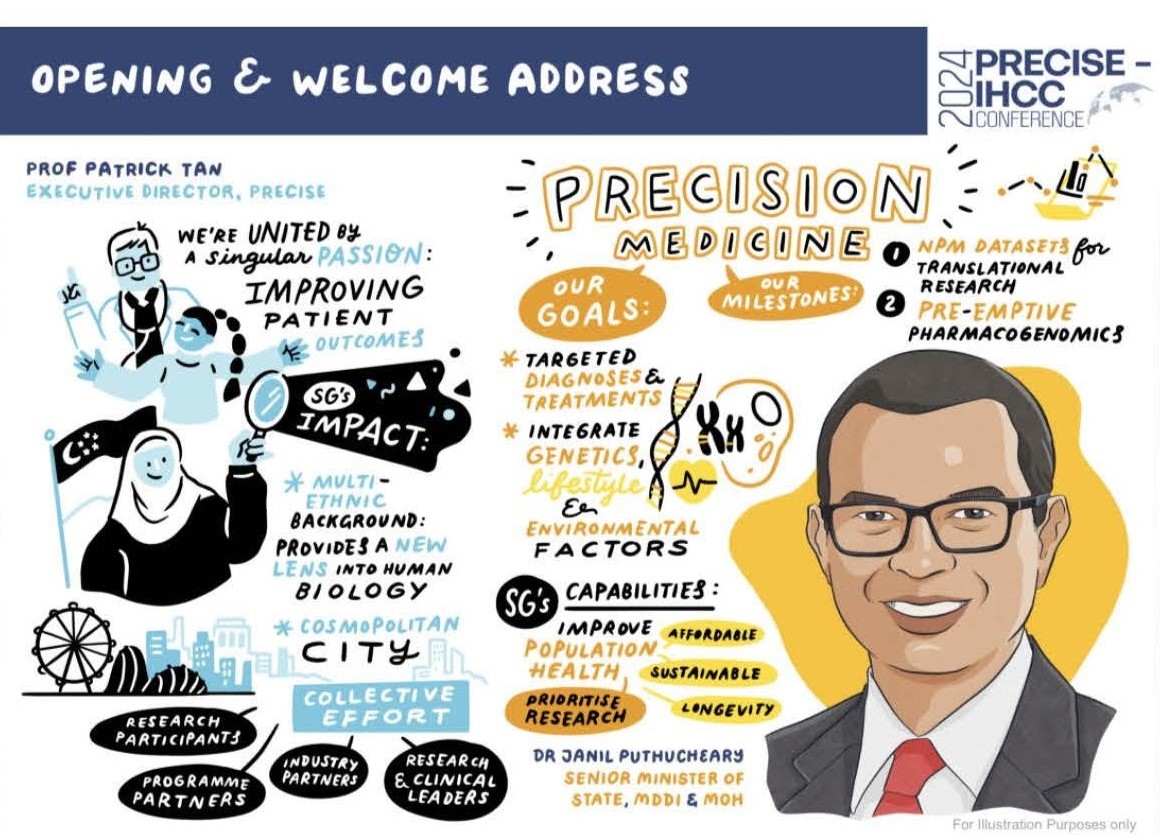 OPENING & WELCOME ADDRESS
2024
PRECISE –
IHCC
CONFERENCE
PROF PATRICK TAN
EXECUTIVE DIRECTOR, PRECISE
WE'RE UNITED by
A singular PASSION:
IMPROVING
PATIENT
OUTCOMES
SG
SG's
IMPACT:
* MULTI-
ETHNIC
BACKGROUND:
PROVIDES A NEW
LENS INTO HUMAN
BIOLOGY
* COSMOPOLITAN
CITY
COLLECTIVE
EFFORT
RESEARCH
PARTICIPANTS
PROGRAMME
PARTNERS
INDUSTRY
PARTNERS
RESEARCH
& CLINICAL
LEADERS
PRECISION
MEDICINE
OUR
GOALS:
* TARGETED
DIAGNOSES &
TREATMENTS
* INTEGRATE
GENETICS,
lifestyle
&
ENVIRONMENTAL
FACTORS
OUR
MILESTONES:
1 NPM DATASETS for
TRANSLATIONAL
RESEARCH
2 PRE-EMPTIVE
PHARMACOGENOMICS
SG's CAPABILITIES:
IMPROVE
POPULATION
HEALTH,
AFFORDABLE
SUSTAINABLE
LONGEVITY
PRIORITISE
RESEARCH
DR JANIL PUTHUCHEARY
SENIOR MINISTER OF
STATE, MDDI & MOH
For Illustration Purposes only